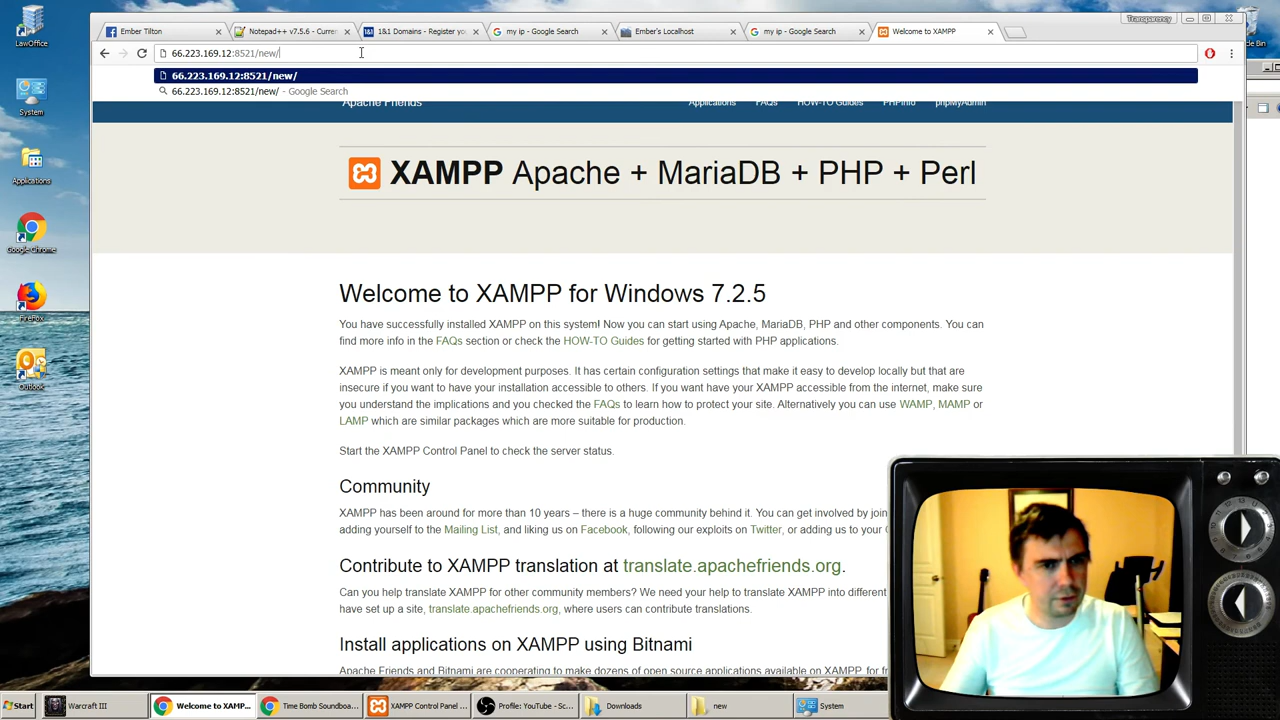 LawOffice
System
Applications
Google Chrome
FireFox
Outlook
Transparency
Ember Tilton
Notepad++ v7.5.6 - Curren
1&1 Domains - Register yo
my ip - Google Search
Ember's Localhost
my ip - Google Search
Welcome to XAMPP
66.223.169.12:8521/new/
66.223.169.12:8521/new/
66.223.169.12:8521/new/ - Google Search
Apache Friends
Applications
FAQs
HOW-TO Guides
PHPInfo
phpMyAdmin
XAMPP Apache + MariaDB + PHP + Perl
Welcome to XAMPP for Windows 7.2.5
You have successfully installed XAMPP on this system! Now you can start using Apache, MariaDB, PHP and other components. You can
find more info in the FAQs section or check the HOW-TO Guides for getting started with PHP applications.
XAMPP is meant only for development purposes. It has certain configuration settings that make it easy to develop locally but that are
insecure if you want to have your installation accessible to others. If you want have your XAMPP accessible from the internet, make sure
you understand the implications and you checked the FAQs to learn how to protect your site. Alternatively you can use WAMP, MAMP or
LAMP which are similar packages which are more suitable for production.
Start the XAMPP Control Panel to check the server status.
Community
XAMPP has been around for more than 10 years – there is a huge community behind it. You can get involved by join
adding yourself to the Mailing List, and liking us on Facebook, following our exploits on Twitter, or adding us to your
Contribute to XAMPP translation at translate.apachefriends.org.
Can you help translate XAMPP for other community members? We need your help to translate XAMPP into different
have set up a site, translate.apachefriends.org, where users can contribute translations.
Install applications on XAMPP using Bitnami
Apache Friends and Bitnami are cooperating to make dozens of open source applications available on XAMPP, for
Start
Warcraft III
Welcome to XAMP...
Time Bomb Soundboa...
XAMPP Control Panel ...
Profile: YouTube - Sc...
Downloads
new
System